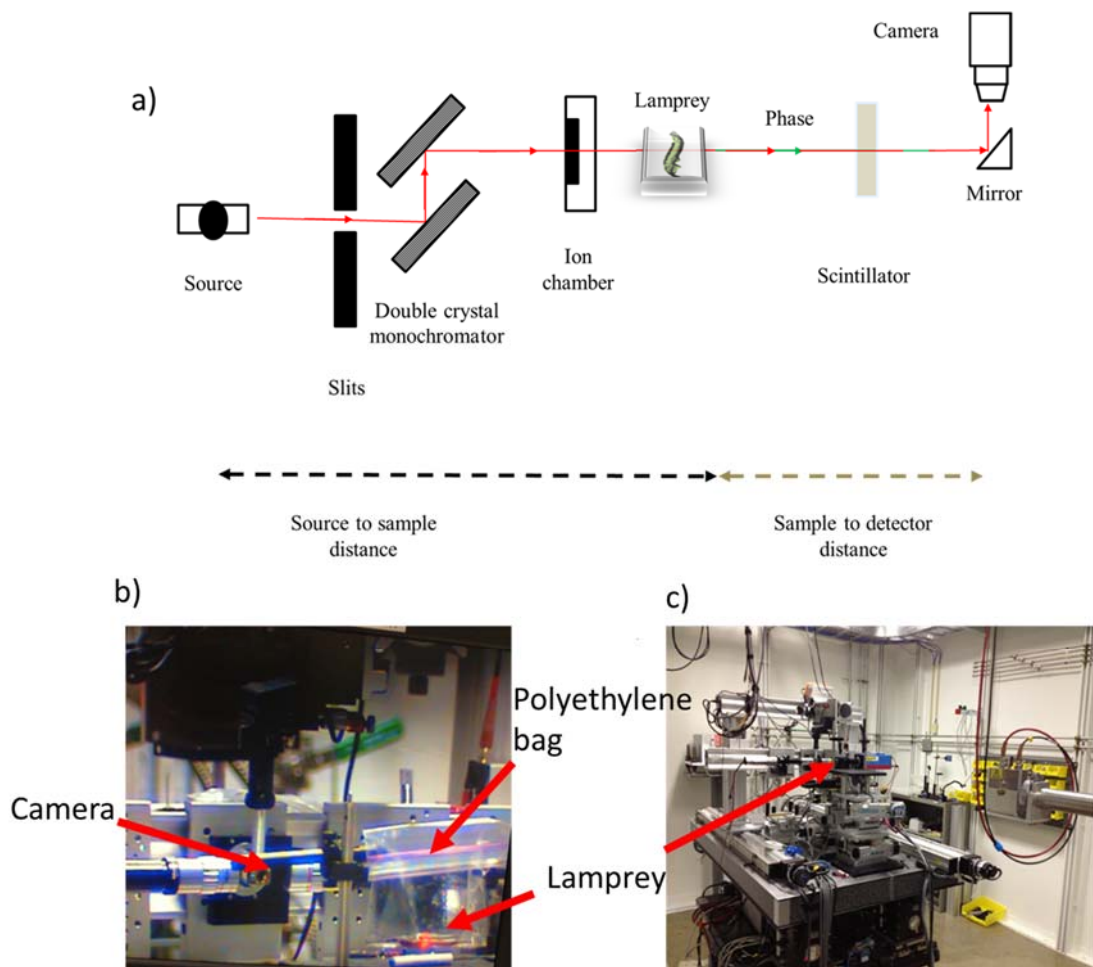 a)
Camera
Lamprey
Phase
Mirror
Source
Ion
chamber
Scintillator
Double crystal
monochromator
Slits
Source to sample
distance
Sample to detector
distance
b)
c)
Polyethylene
bag
Camera
Lamprey